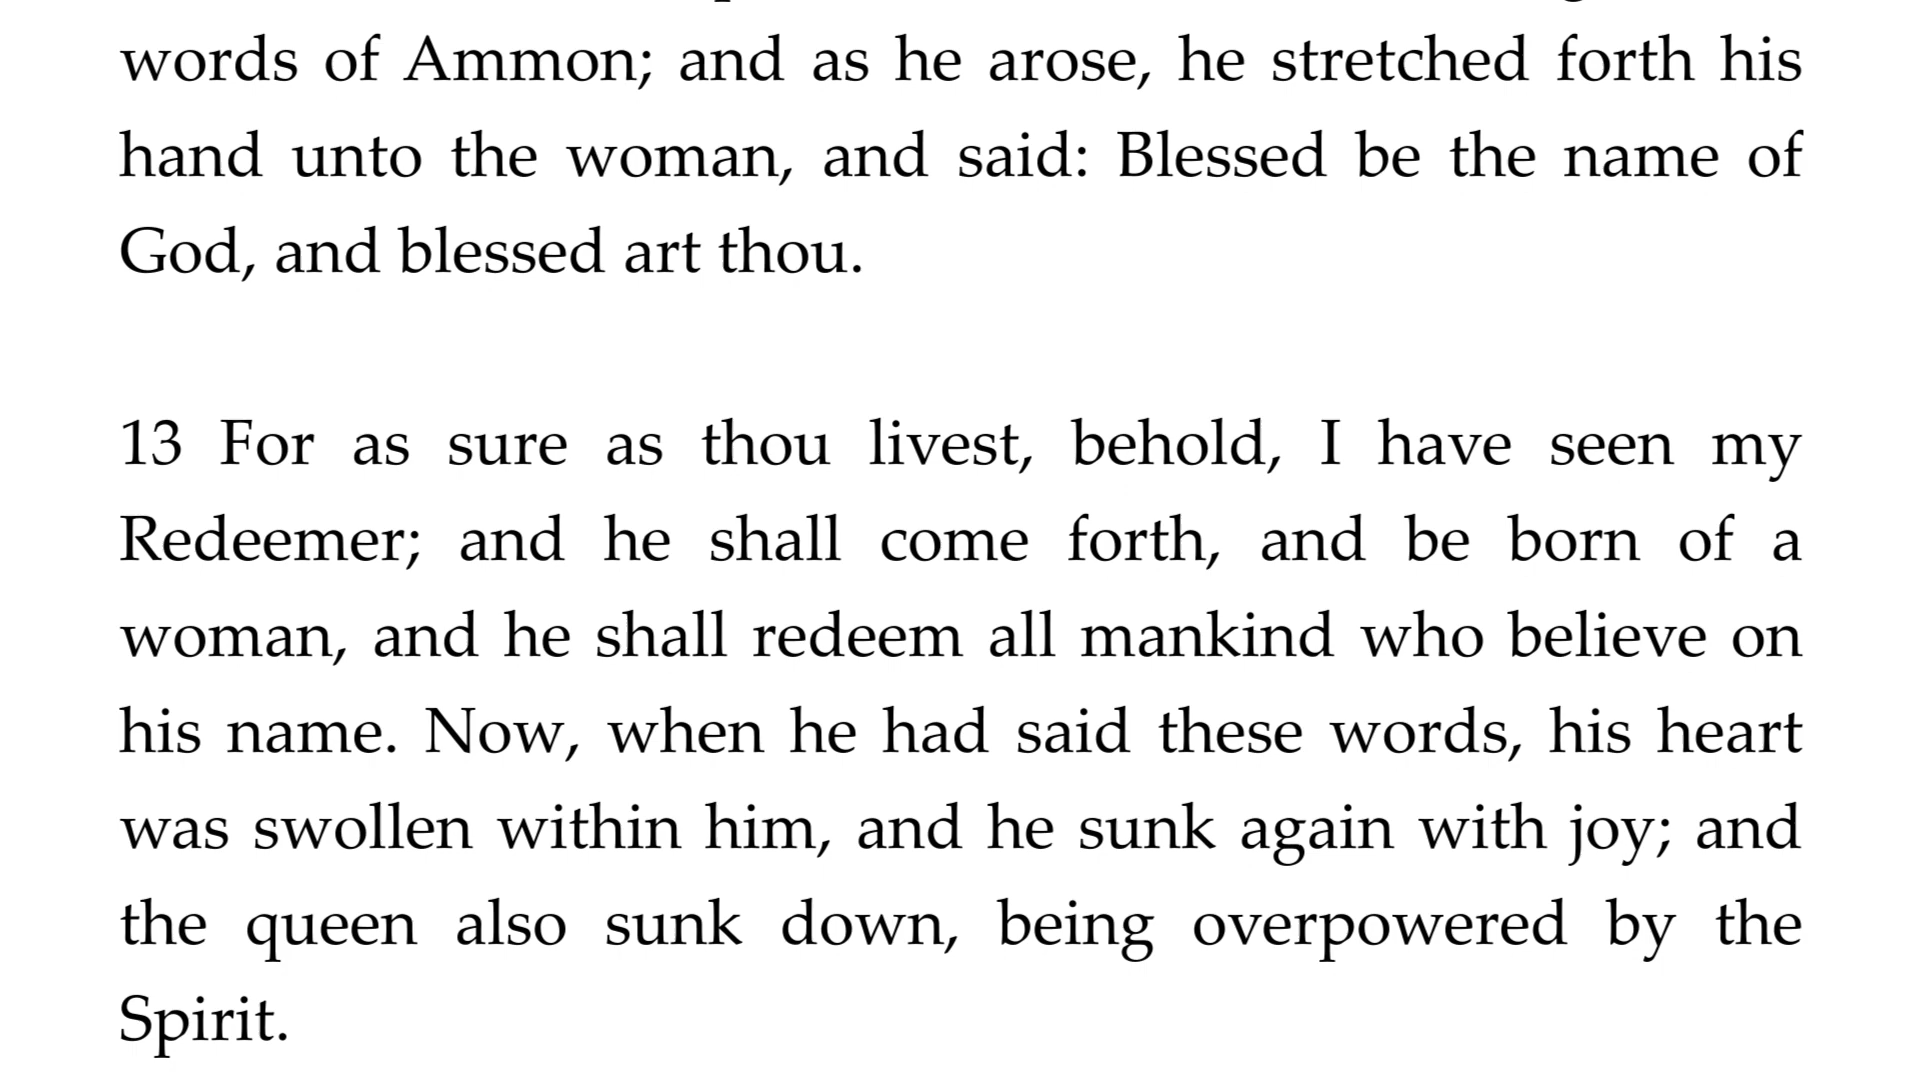 words of Ammon; and as he arose, he stretched forth his
hand unto the woman, and said: Blessed be the name of
God, and blessed art thou.
13 For as sure as thou livest, behold, I have seen my
Redeemer; and he shall come forth, and be born of a
woman, and he shall redeem all mankind who believe on
his name. Now, when he had said these words, his heart
was swollen within him, and he sunk again with joy; and
the queen also sunk down, being overpowered by the
Spirit.